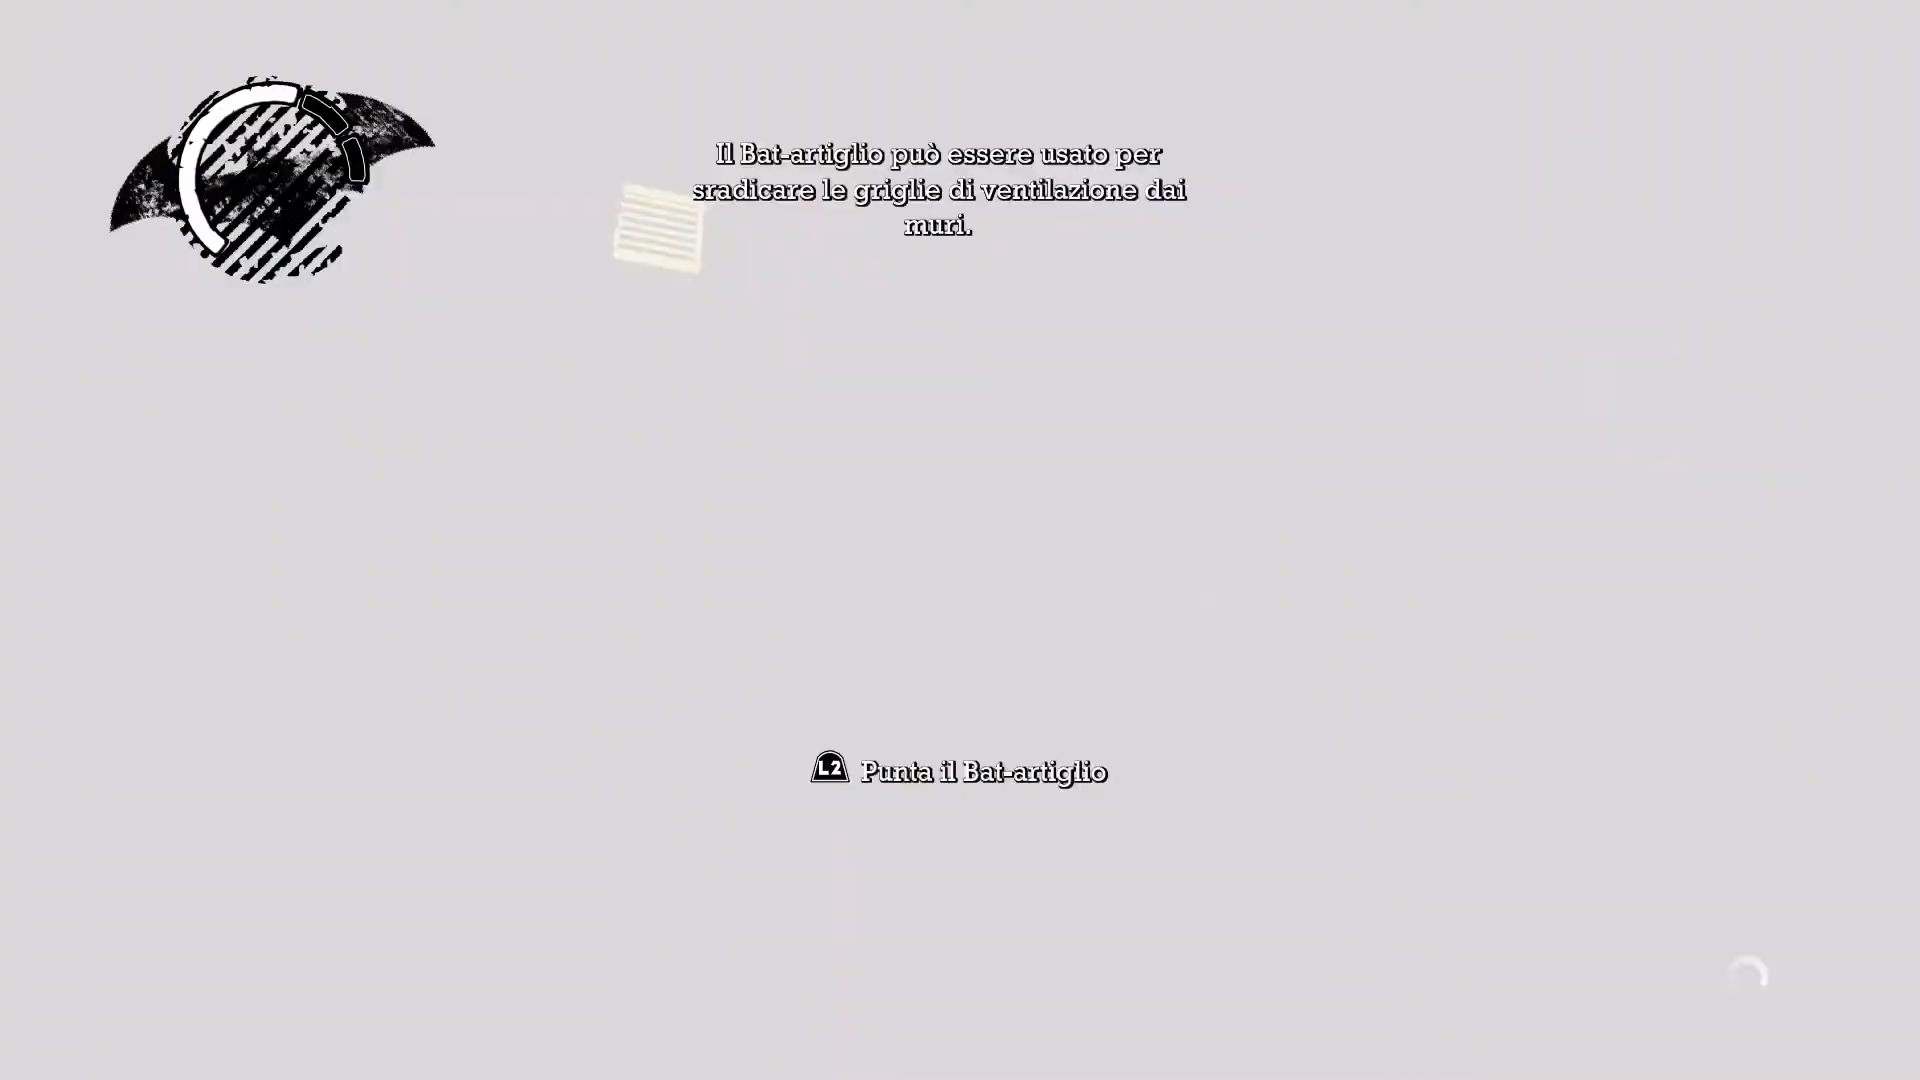 Il Bat-artiglio può essere usato per
sradicare le griglie di ventilazione dai
muri.
L2 Punta il Bat-artiglio